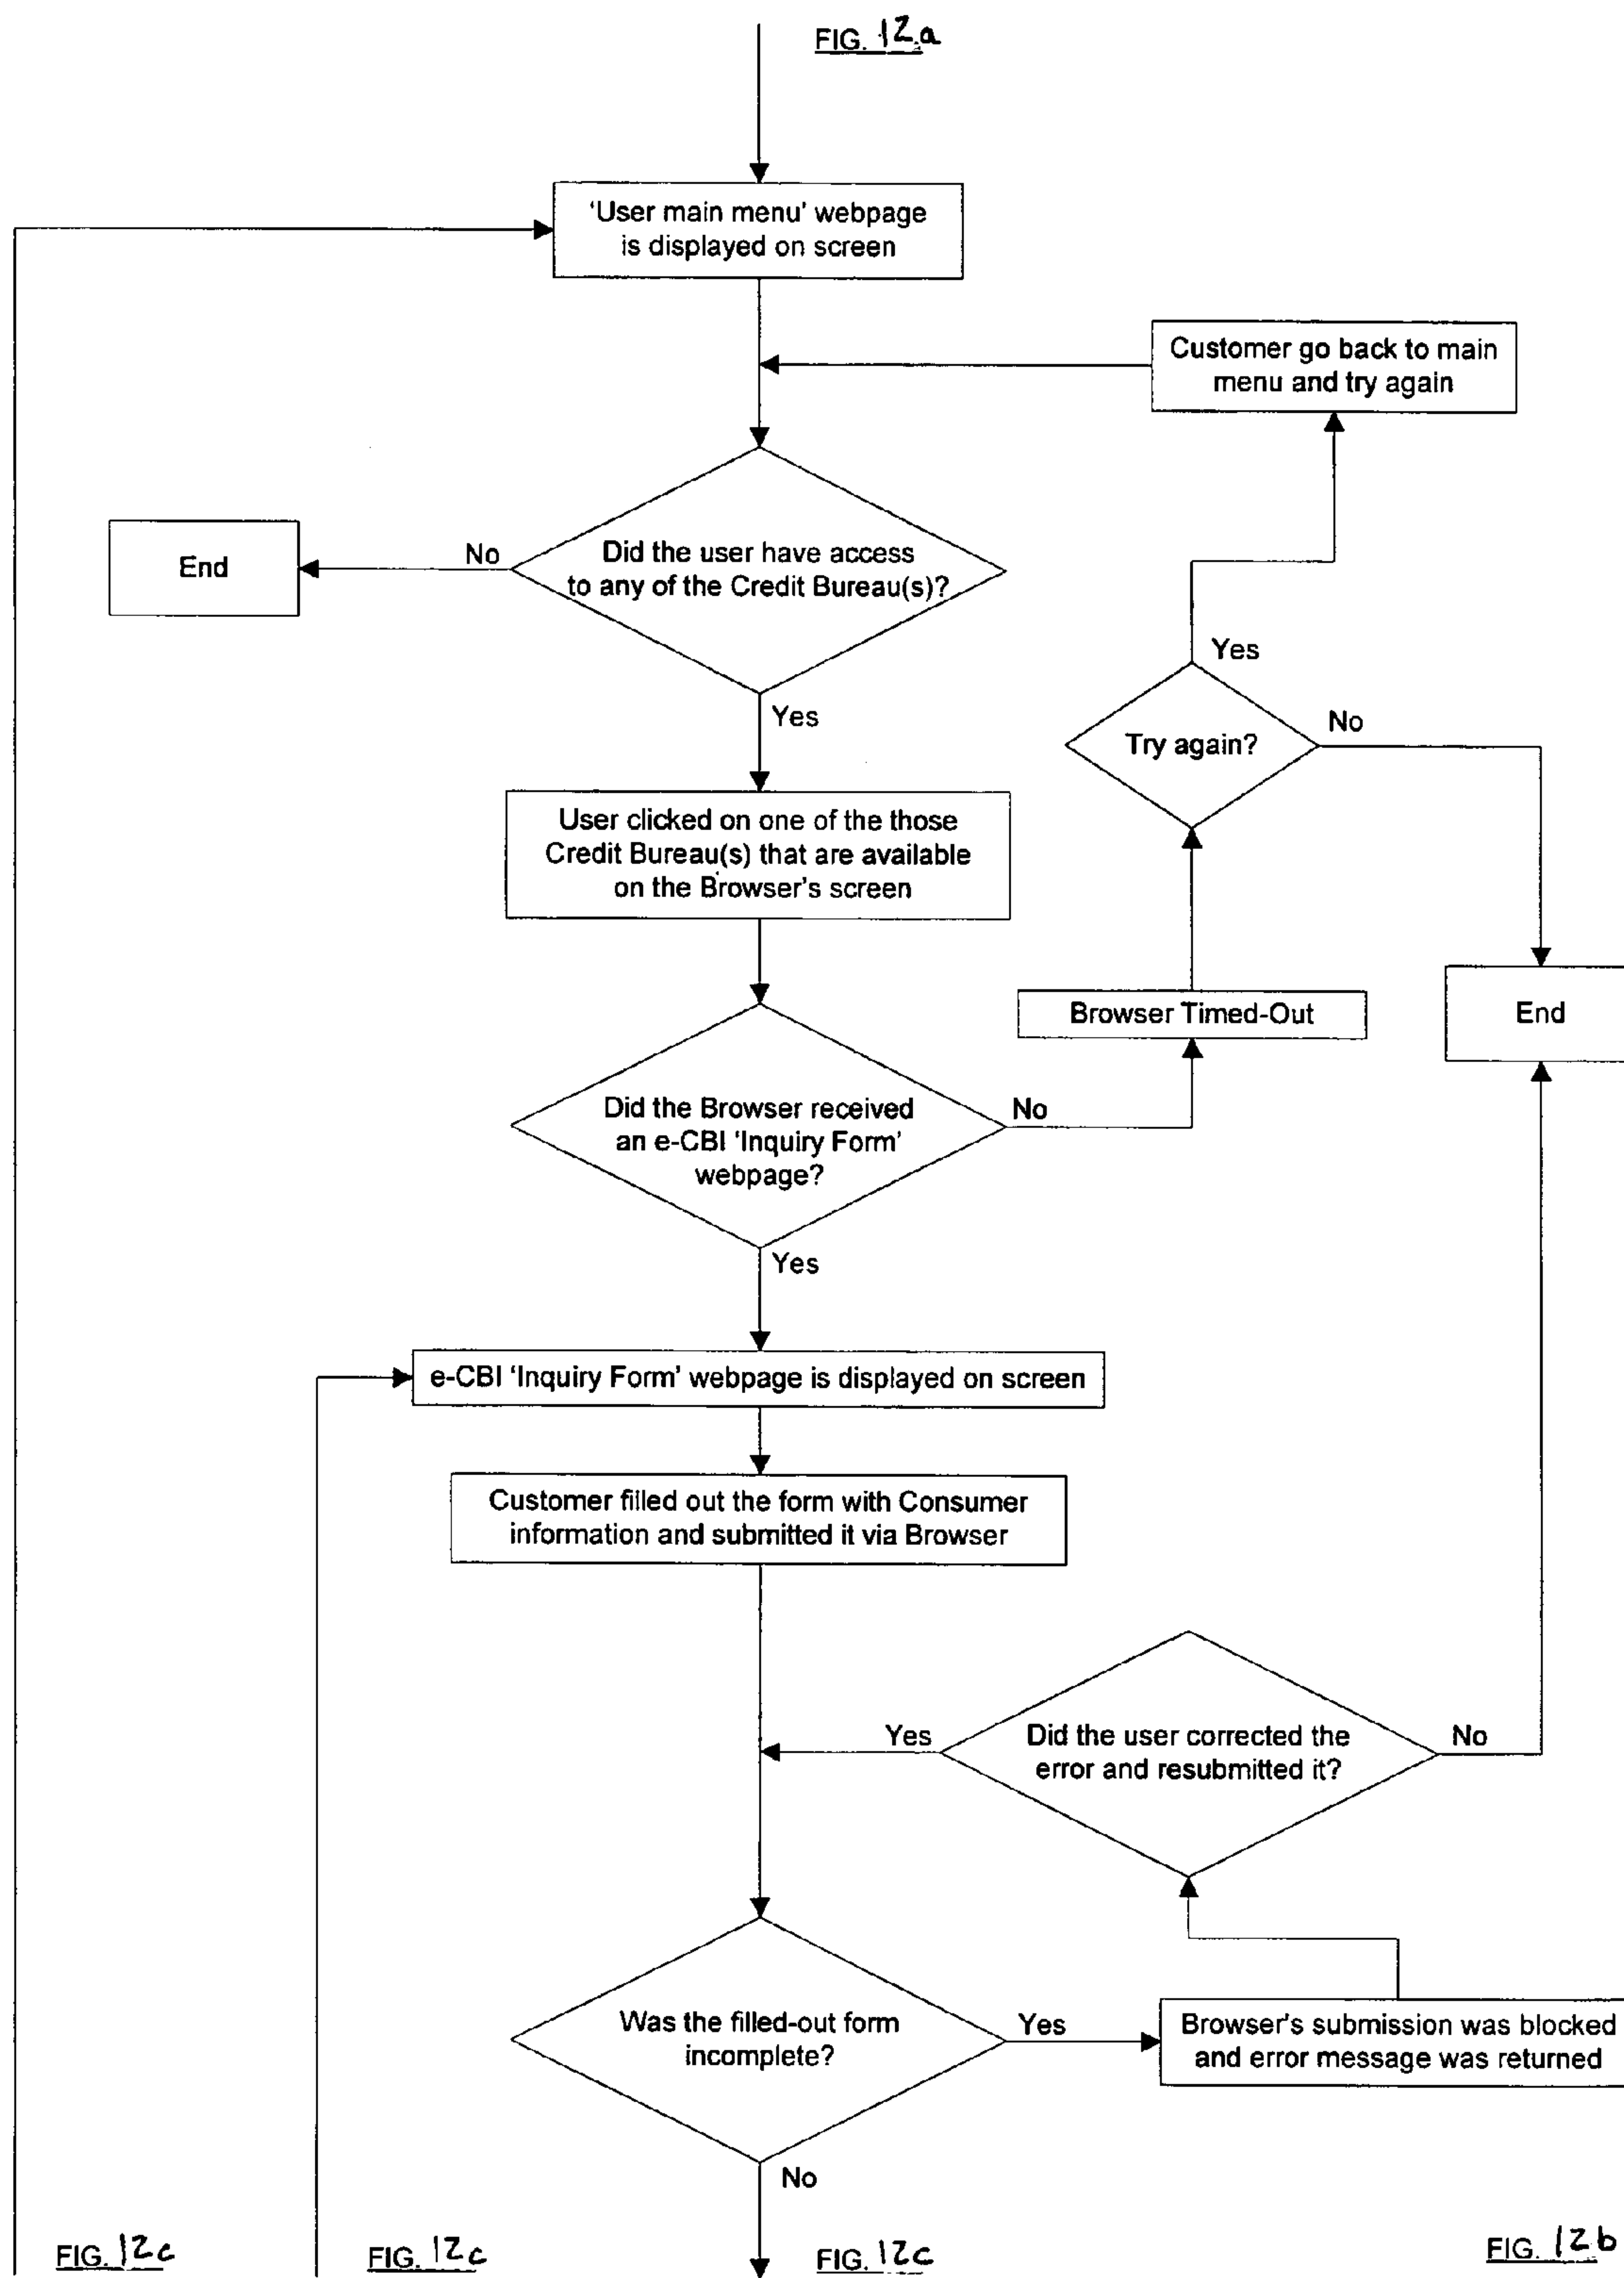 FIG. 12a
'User main menu' webpage
is displayed on screen
Customer go back to main
menu and try again
Did the user have access
to any of the Credit Bureau(s)?
No
End
Yes
Yes
Try again?
No
User clicked on one of the those
Credit Bureau(s) that are available
on the Browser's screen
Browser Timed-Out
End
Did the Browser received
an e-CBI 'Inquiry Form'
webpage?
No
Yes
e-CBI 'Inquiry Form' webpage is displayed on screen
Customer filled out the form with Consumer
information and submitted it via Browser
Yes
Did the user corrected the
error and resubmitted it?
No
Was the filled-out form
incomplete?
Yes
Browser's submission was blocked
and error message was returned
No
FIG. 12c
FIG. 12c
FIG. 12c
FIG. 12b